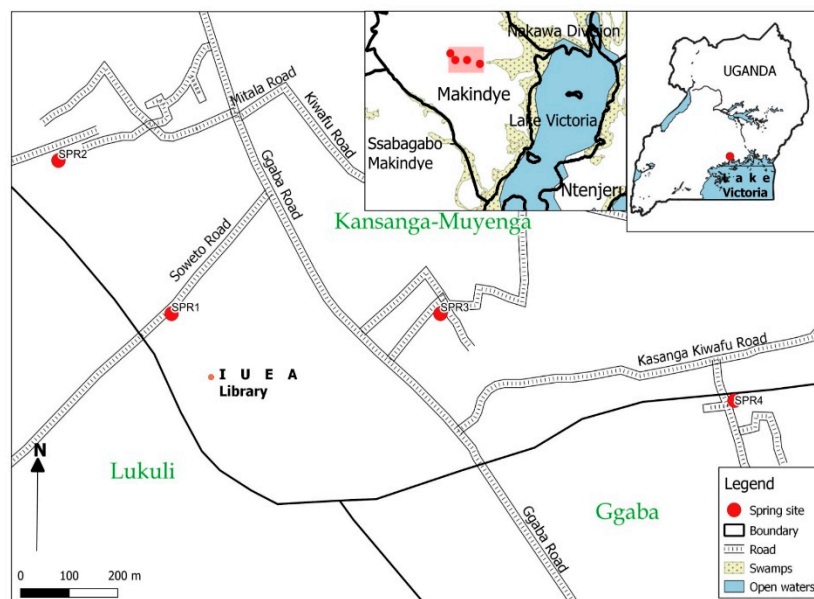 Nakawa Division
UGANDA
Makindye
Lake Victoria
Ssabagabo
Makindye
Ntenjeru
Lake
Victoria
Mitala Road
Kiwafu Road
SPR2
Ggaba Road
Kansanga-Muyenga
Soweto Road
SPR1
SPR3
Kasanga Kiwafu Road
I U E A
Library
SPR4
N
Lukuli
Ggaba
Ggaba Road
Legend
Spring site
Boundary
Road
Swamps
Open waters
0 100 200 m